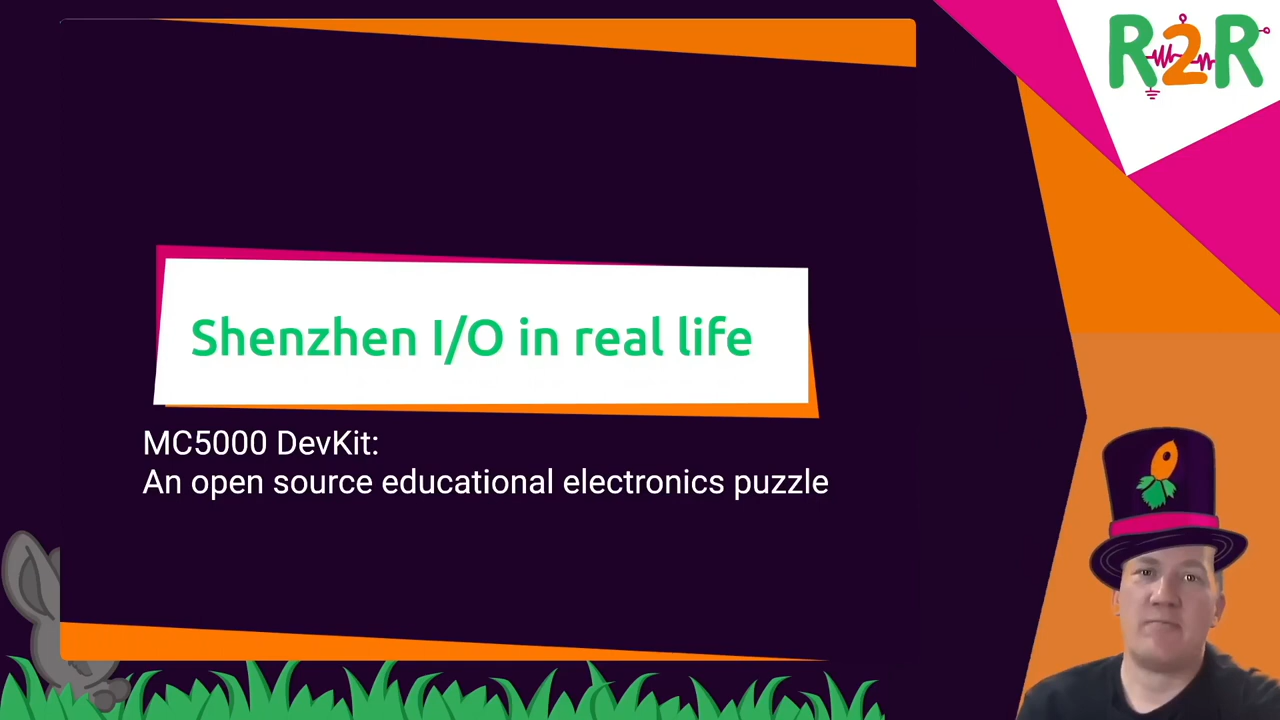 R2R
Shenzhen I/O in real life
MC5000 DevKit:
An open source educational electronics puzzle